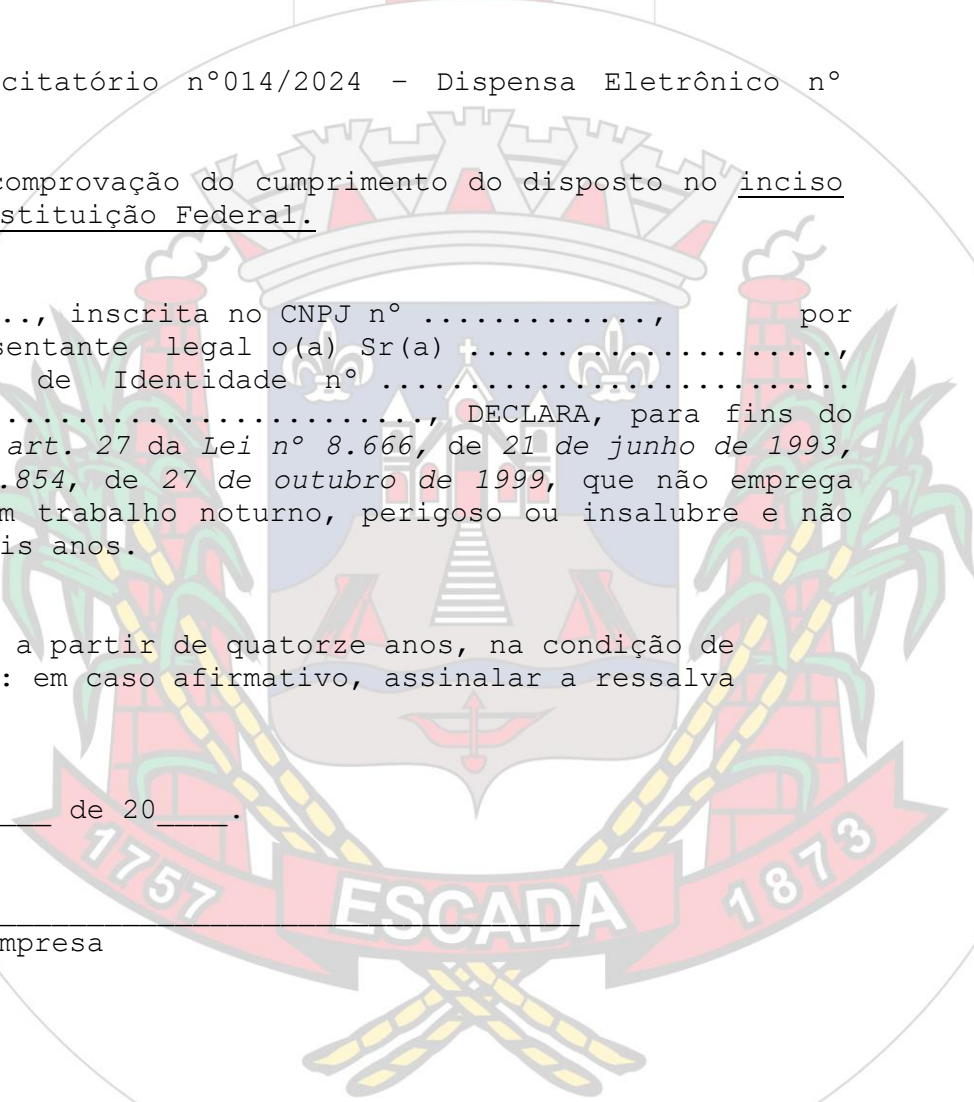 citatório nº014/2024 – Dispensa Eletrônico nº
comprovação do cumprimento do disposto no inciso
stituição Federal.
.., inscrita no CNPJ nº ............., por
sentante legal o(a) Sr(a) .....................,
de Identidade nº ...........................
........................, DECLARA, para fins do
art. 27 da Lei nº 8.666, de 21 de junho de 1993,
.854, de 27 de outubro de 1999, que não emprega
m trabalho noturno, perigoso ou insalubre e não
is anos.
a partir de quatorze anos, na condição de
: em caso afirmativo, assinalar a ressalva
___ de 20____.
_________________________________
mpresa
1757 ESCADA 1873